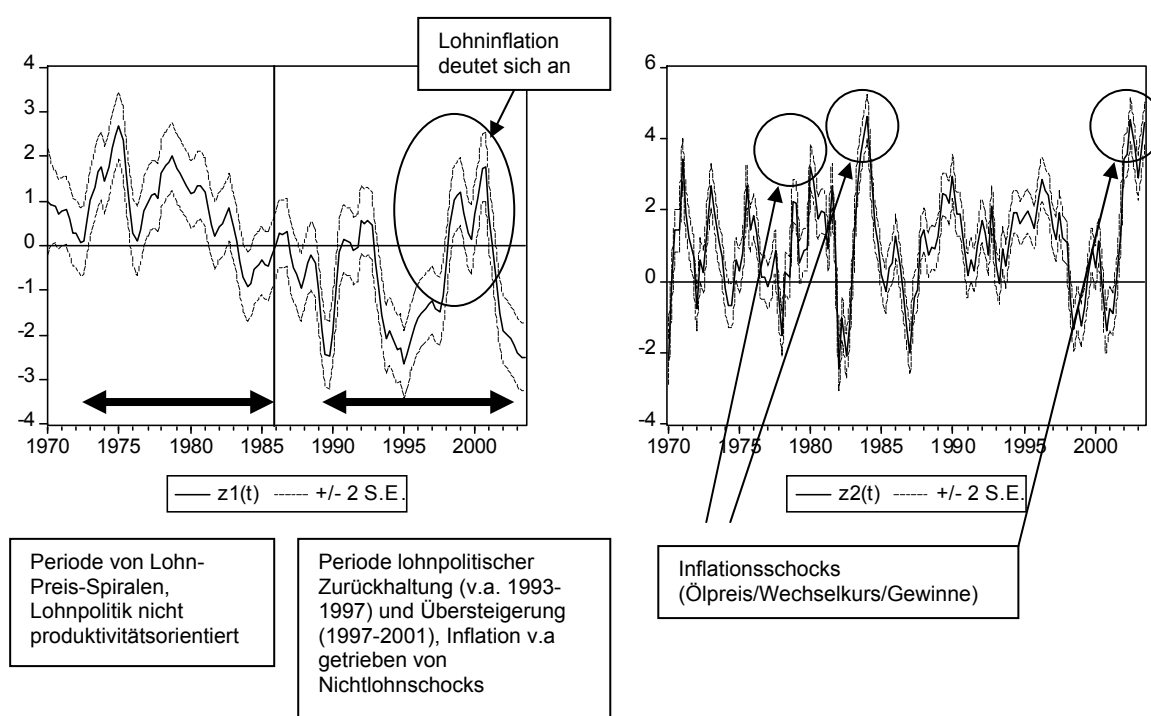 Lohninflation
deutet sich an
4
3
2
1
0
-1
-2
-3
-4
1970 1975 1980 1985 1990 1995 2000
z1(t) +/- 2 S.E.
6
4
2
0
-2
-4
1970 1975 1980 1985 1990 1995 2000
z2(t) +/- 2 S.E.
Periode von Lohn-
Preis-Spiralen,
Lohnpolitik nicht
produktivitätsorientiert
Periode lohnpolitischer
Zurückhaltung (v.a. 1993-
1997) und Übersteigerung
(1997-2001), Inflation v.a
getrieben von
Nichtlohnschocks
Inflationsschocks
(Ölpreis/Wechselkurs/Gewinne)